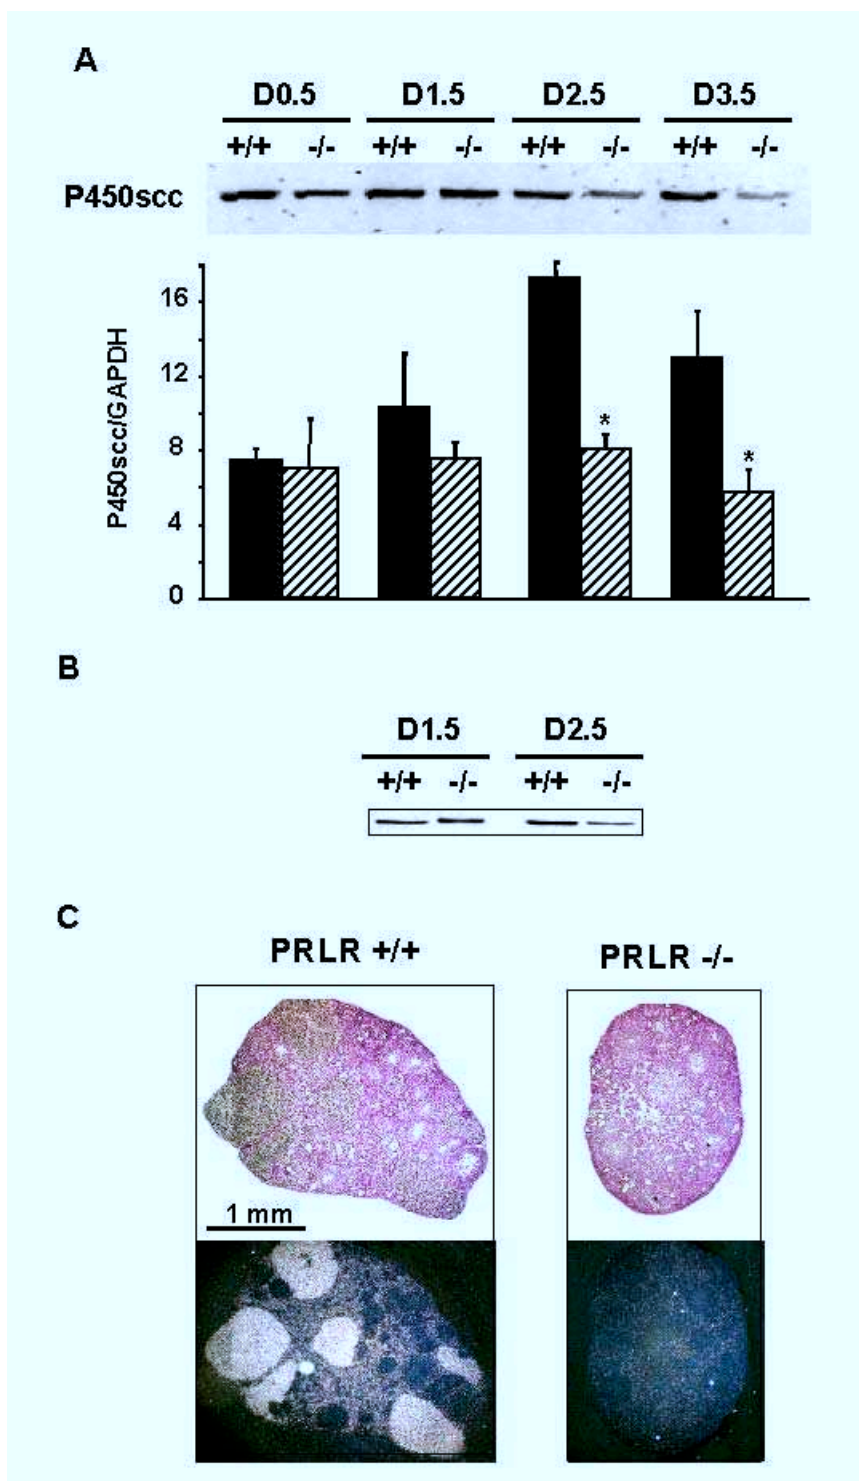 A
D0.5 D1.5 D2.5 D3.5
+/+ -/- +/+ -/- +/+ -/- +/+ -/-
P450scc
P450scc/GAPDH
16
12
8
4
0
*
*
B
D1.5 D2.5
+/+ -/- +/+ -/-
C
PRLR +/+ PRLR -/-
1 mm